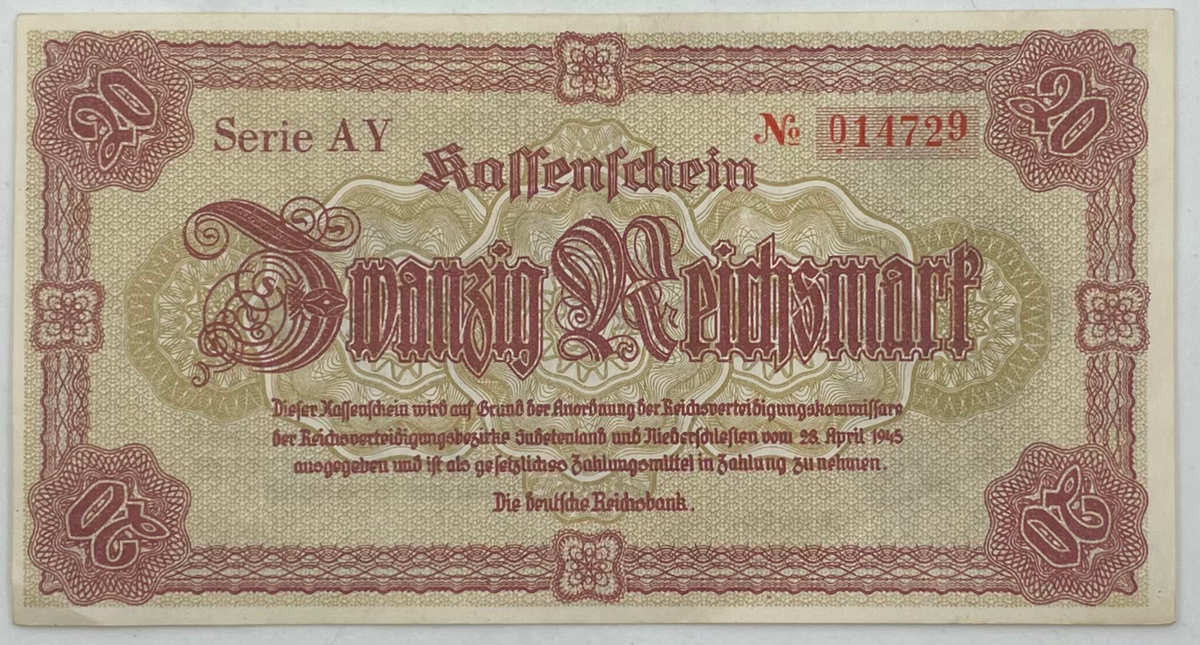 20
20
Serie AY
№ 014729
Kassenschein
Zwanzig Reichsmark
Dieser Kassenschein wird auf Grund der Anordnung der Reichsverteidigungskommissare
der Reichsverteidigungsbezirke Sudetenland und Niederschlesien vom 28. April 1945
ausgegeben und ist als gesetzliches Zahlungsmittel in Zahlung zu nehmen.
Die deutsche Reichsbank.
20
20